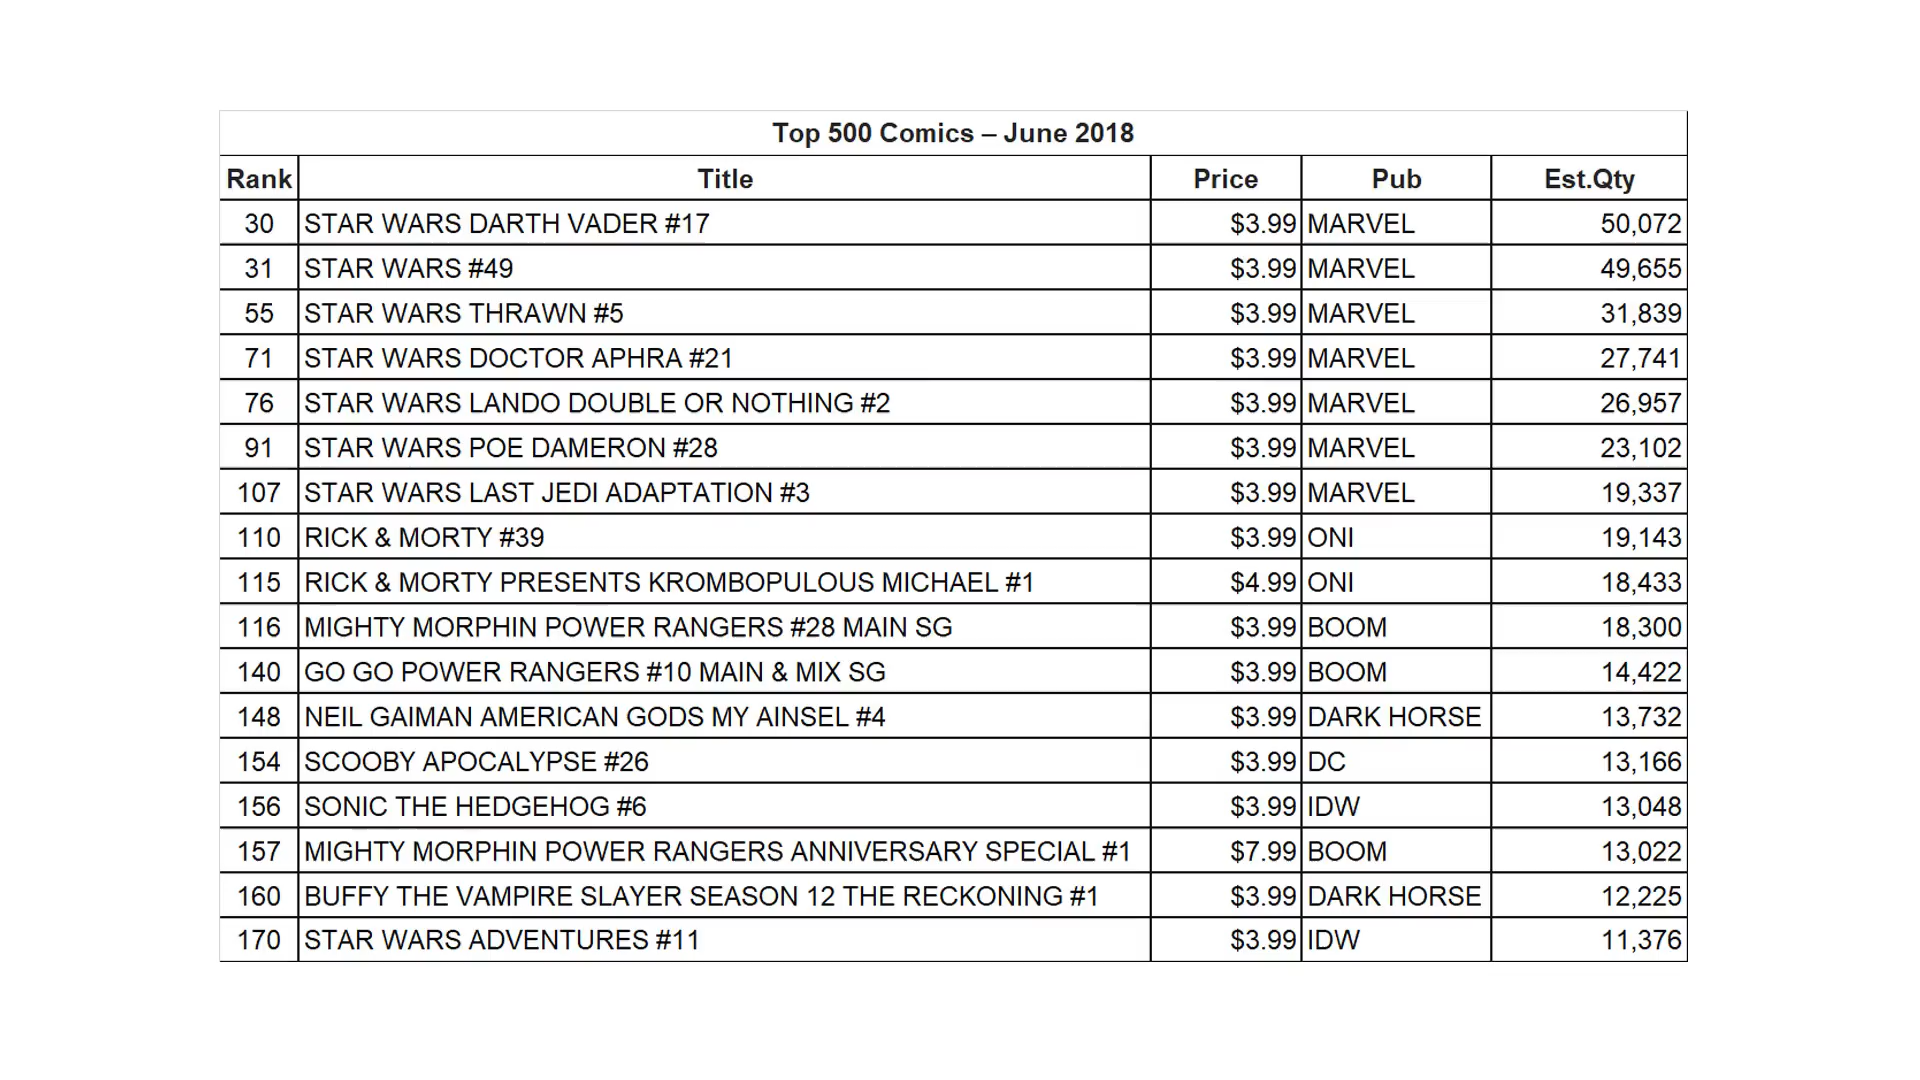 Top 500 Comics – June 2018
Rank Title Price Pub Est.Qty
30 STAR WARS DARTH VADER #17 $3.99 MARVEL 50,072
31 STAR WARS #49 $3.99 MARVEL 49,655
55 STAR WARS THRAWN #5 $3.99 MARVEL 31,839
71 STAR WARS DOCTOR APHRA #21 $3.99 MARVEL 27,741
76 STAR WARS LANDO DOUBLE OR NOTHING #2 $3.99 MARVEL 26,957
91 STAR WARS POE DAMERON #28 $3.99 MARVEL 23,102
107 STAR WARS LAST JEDI ADAPTATION #3 $3.99 MARVEL 19,337
110 RICK & MORTY #39 $3.99 ONI 19,143
115 RICK & MORTY PRESENTS KROMBOPULOUS MICHAEL #1 $4.99 ONI 18,433
116 MIGHTY MORPHIN POWER RANGERS #28 MAIN SG $3.99 BOOM 18,300
140 GO GO POWER RANGERS #10 MAIN & MIX SG $3.99 BOOM 14,422
148 NEIL GAIMAN AMERICAN GODS MY AINSEL #4 $3.99 DARK HORSE 13,732
154 SCOOBY APOCALYPSE #26 $3.99 DC 13,166
156 SONIC THE HEDGEHOG #6 $3.99 IDW 13,048
157 MIGHTY MORPHIN POWER RANGERS ANNIVERSARY SPECIAL #1 $7.99 BOOM 13,022
160 BUFFY THE VAMPIRE SLAYER SEASON 12 THE RECKONING #1 $3.99 DARK HORSE 12,225
170 STAR WARS ADVENTURES #11 $3.99 IDW 11,376